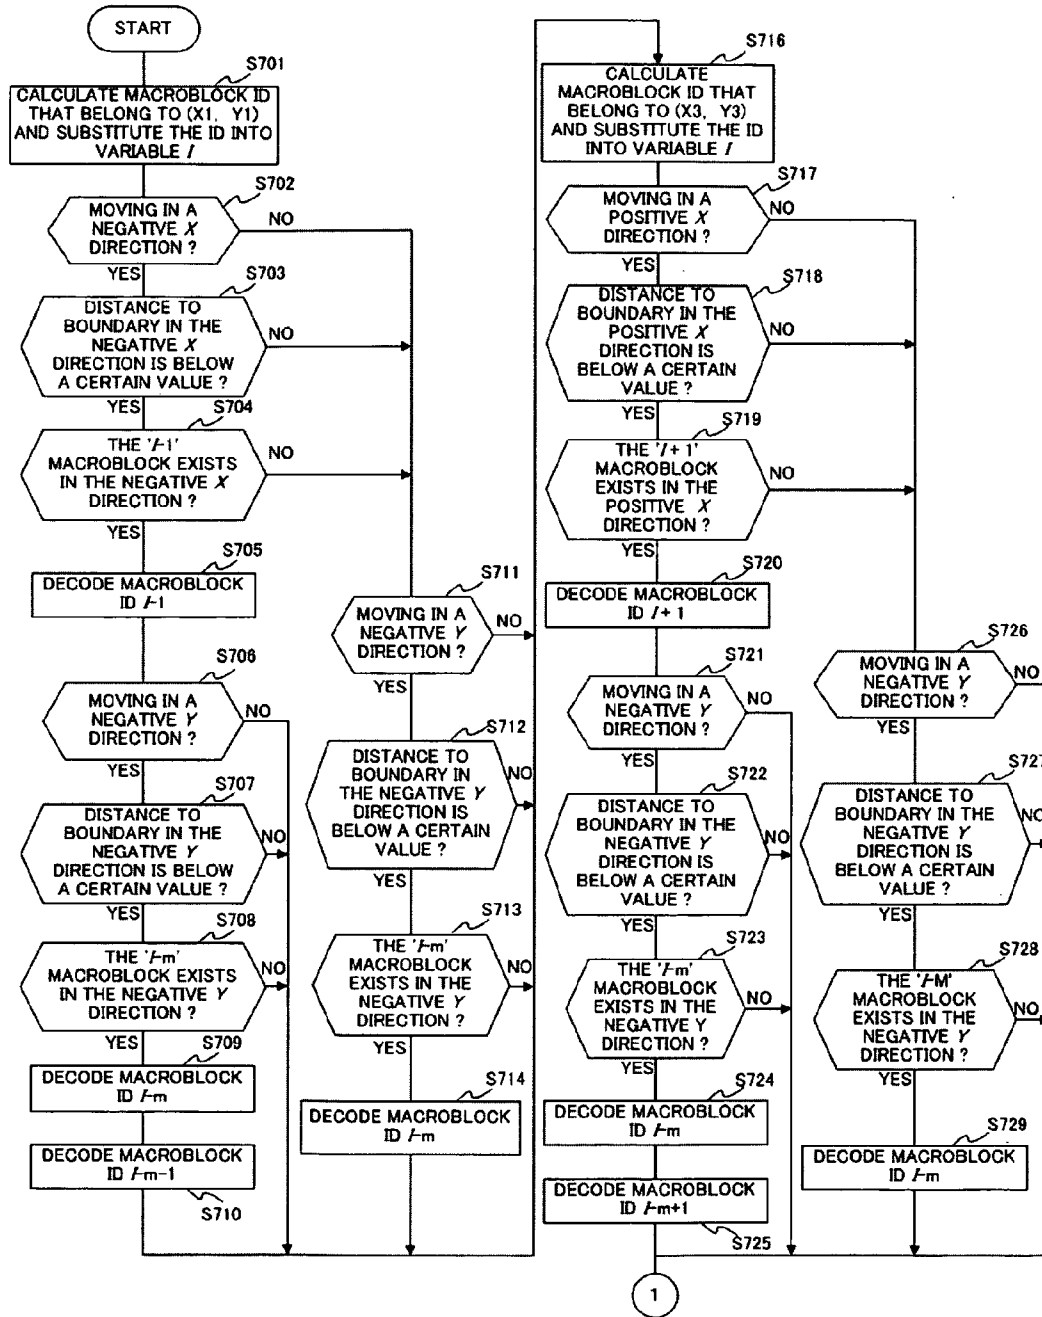 START
S701
CALCULATE MACROBLOCK ID
THAT BELONG TO (X1, Y1)
AND SUBSTITUTE THE ID INTO
VARIABLE I
S702
MOVING IN A
NEGATIVE X
DIRECTION ?
NO
YES
S703
DISTANCE TO
BOUNDARY IN THE
NEGATIVE X
DIRECTION IS BELOW
A CERTAIN VALUE ?
NO
YES
S704
THE 'I-1'
MACROBLOCK EXISTS
IN THE NEGATIVE X
DIRECTION ?
NO
YES
S705
DECODE MACROBLOCK
ID I-1
S706
MOVING IN A
NEGATIVE Y
DIRECTION ?
NO
YES
S707
DISTANCE TO
BOUNDARY IN THE
NEGATIVE Y
DIRECTION IS BELOW
A CERTAIN VALUE ?
NO
YES
S708
THE 'I-m'
MACROBLOCK EXISTS
IN THE NEGATIVE Y
DIRECTION ?
NO
YES
S709
DECODE MACROBLOCK
ID I-m
DECODE MACROBLOCK
ID I-m-1
S710
S711
MOVING IN A
NEGATIVE Y
DIRECTION ?
NO
YES
S712
DISTANCE TO
BOUNDARY IN
THE NEGATIVE Y
DIRECTION IS
BELOW A CERTAIN
VALUE ?
NO
YES
S713
THE 'I-m'
MACROBLOCK
EXISTS IN THE
NEGATIVE Y
DIRECTION ?
NO
YES
S714
DECODE MACROBLOCK
ID I-m
S716
CALCULATE
MACROBLOCK ID THAT
BELONG TO (X3, Y3)
AND SUBSTITUTE THE ID
INTO VARIABLE I
S717
MOVING IN A
POSITIVE X
DIRECTION ?
NO
YES
S718
DISTANCE TO
BOUNDARY IN THE
POSITIVE X
DIRECTION IS
BELOW A CERTAIN
VALUE ?
NO
YES
S719
THE 'I+1'
MACROBLOCK
EXISTS IN THE
POSITIVE X
DIRECTION ?
NO
YES
S720
DECODE MACROBLOCK
ID I+1
S721
MOVING IN A
NEGATIVE Y
DIRECTION ?
NO
YES
S722
DISTANCE TO
BOUNDARY IN THE
NEGATIVE Y
DIRECTION IS
BELOW A CERTAIN
VALUE ?
NO
YES
S723
THE 'I-m'
MACROBLOCK
EXISTS IN THE
NEGATIVE Y
DIRECTION ?
NO
YES
S724
DECODE MACROBLOCK
ID I-m
DECODE MACROBLOCK
ID I-m+1
S725
S726
MOVING IN A
NEGATIVE Y
DIRECTION ?
NO
YES
S727
DISTANCE TO
BOUNDARY IN THE
NEGATIVE Y
DIRECTION IS
BELOW A CERTAIN
VALUE ?
NO
YES
S728
THE 'I-M'
MACROBLOCK
EXISTS IN THE
NEGATIVE Y
DIRECTION ?
NO
YES
S729
DECODE MACROBLOCK
ID I-m
1